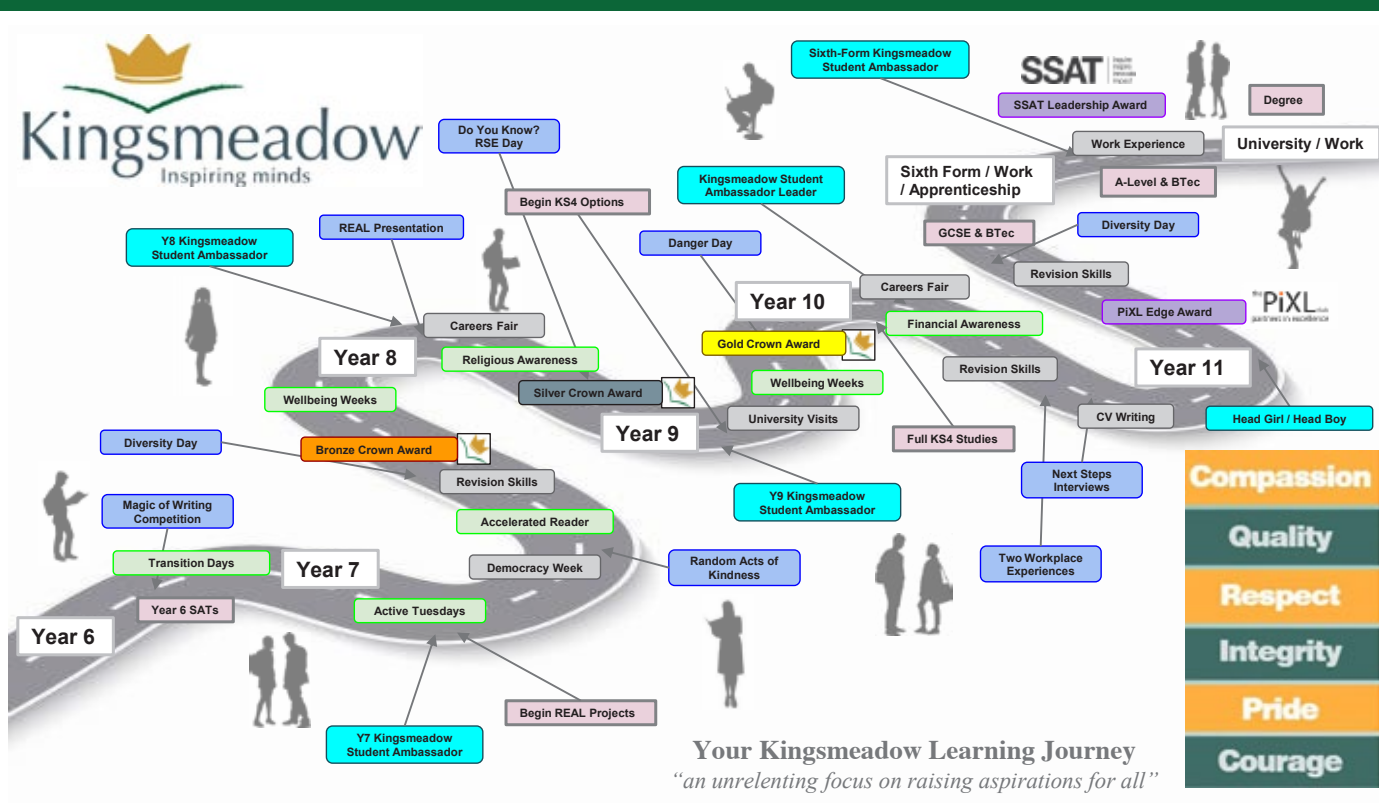 Kingsmeadow
Inspiring minds
Sixth-Form Kingsmeadow
Student Ambassador
SSAT
SSAT Leadership Award
Degree
Do You Know?
RSE Day
Work Experience
University / Work
Kingsmeadow Student
Ambassador Leader
Sixth Form / Work
/ Apprenticeship
A-Level & BTec
Begin KS4 Options
REAL Presentation
Y8 Kingsmeadow
Student Ambassador
Danger Day
GCSE & BTec
Diversity Day
Careers Fair
Revision Skills
Year 10
Careers Fair
Financial Awareness
PiXL Edge Award
the PiXL club
partners in excellence
Year 8
Religious Awareness
Gold Crown Award
Revision Skills
Year 11
Wellbeing Weeks
Silver Crown Award
Wellbeing Weeks
University Visits
CV Writing
Head Girl / Head Boy
Year 9
Full KS4 Studies
Diversity Day
Bronze Crown Award
Revision Skills
Next Steps
Interviews
Y9 Kingsmeadow
Student Ambassador
Magic of Writing
Competition
Accelerated Reader
Transition Days
Year 7
Democracy Week
Random Acts of
Kindness
Two Workplace
Experiences
Year 6 SATs
Active Tuesdays
Year 6
Begin REAL Projects
Y7 Kingsmeadow
Student Ambassador
Compassion
Quality
Respect
Integrity
Pride
Courage
Your Kingsmeadow Learning Journey
“an unrelenting focus on raising aspirations for all”